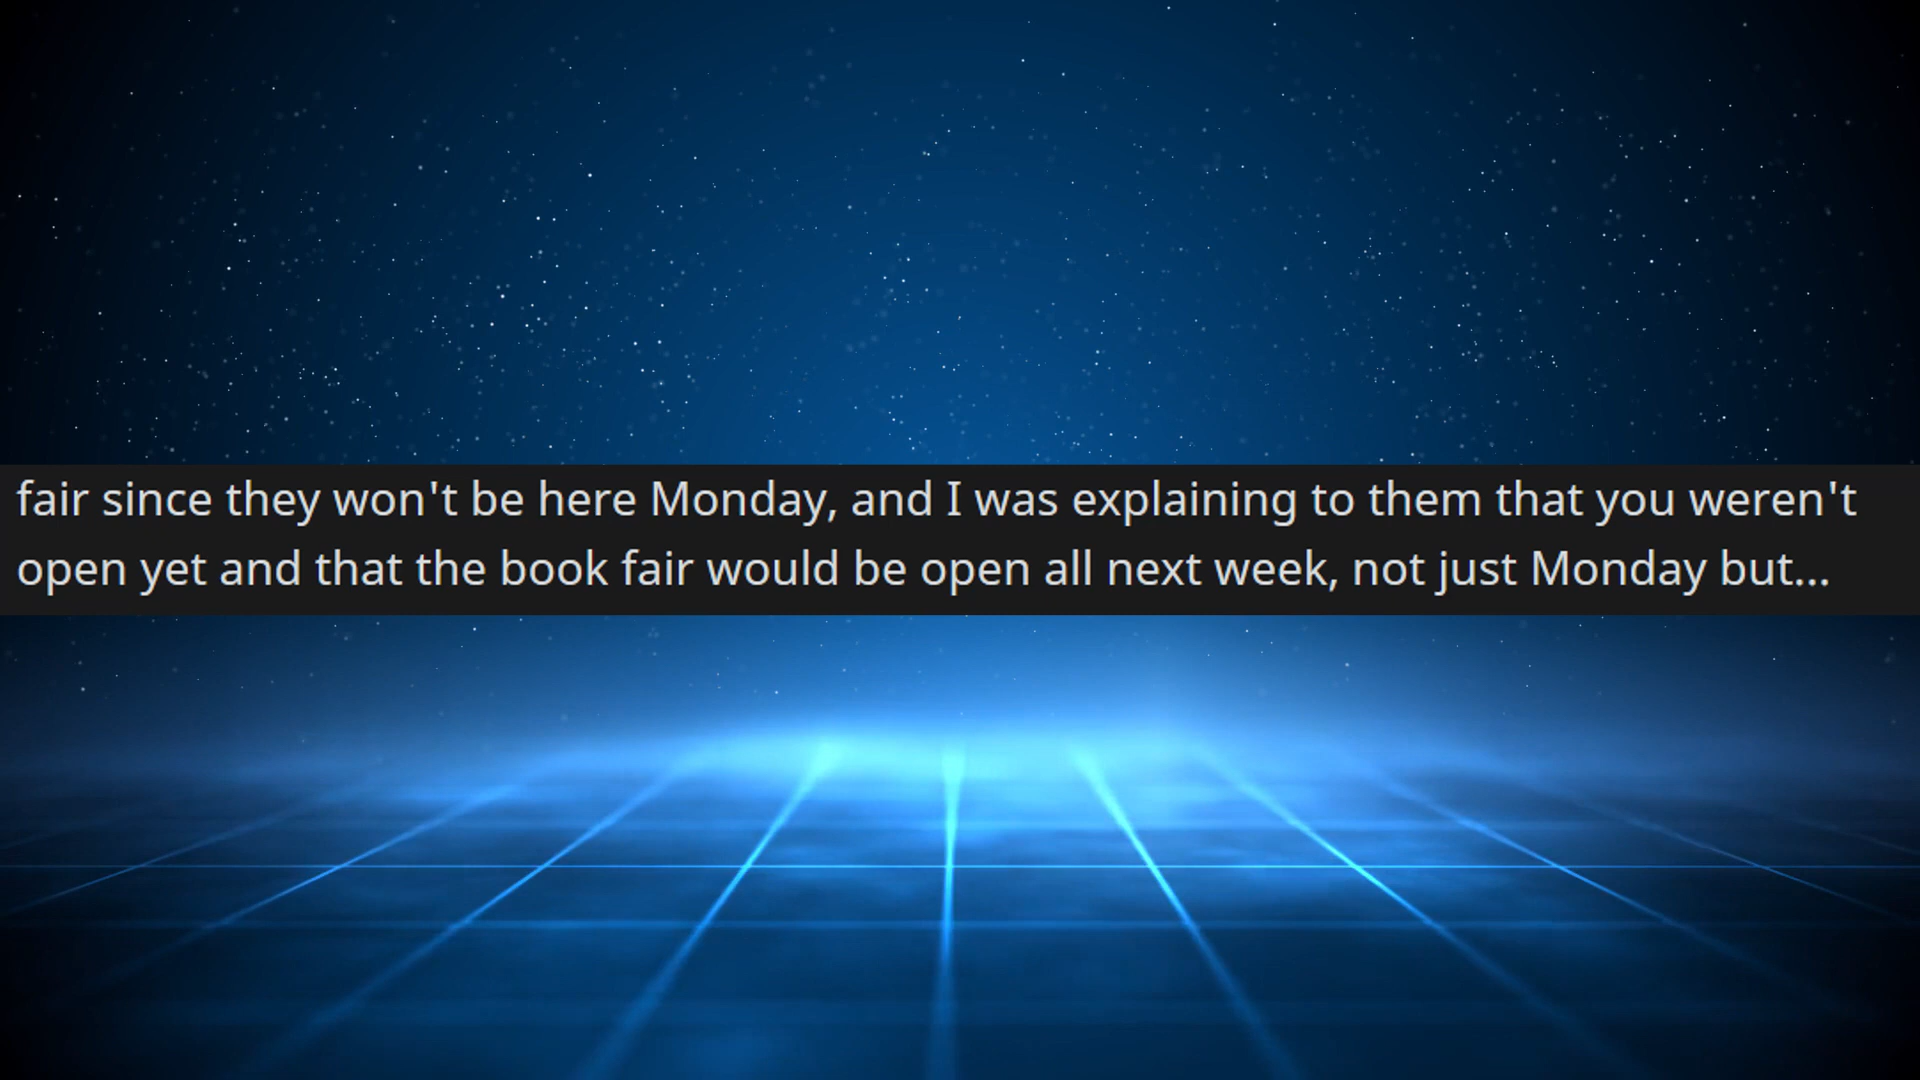 fair since they won't be here Monday, and I was explaining to them that you weren't
open yet and that the book fair would be open all next week, not just Monday but...